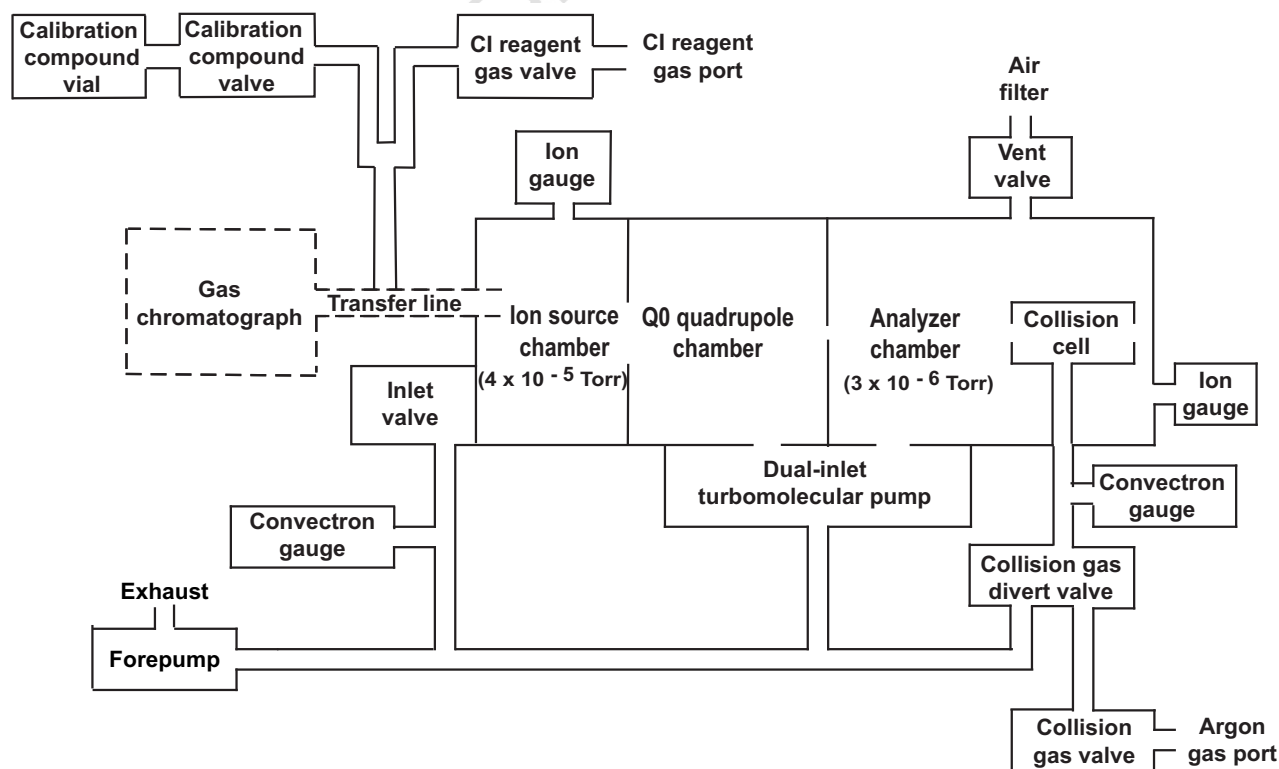 Calibration
compound
vial
Calibration
compound
valve
CI reagent
gas valve
CI reagent
gas port
Air
filter
Ion
gauge
Vent
valve
Gas
chromatograph
Transfer line
Ion source
chamber
(4 x 10 - 5 Torr)
Q0 quadrupole
chamber
Analyzer
chamber
(3 x 10 - 6 Torr)
Collision
cell
Inlet
valve
Ion
gauge
Dual-inlet
turbomolecular pump
Convectron
gauge
Convectron
gauge
Collision gas
divert valve
Exhaust
Forepump
Collision
gas valve
Argon
gas port